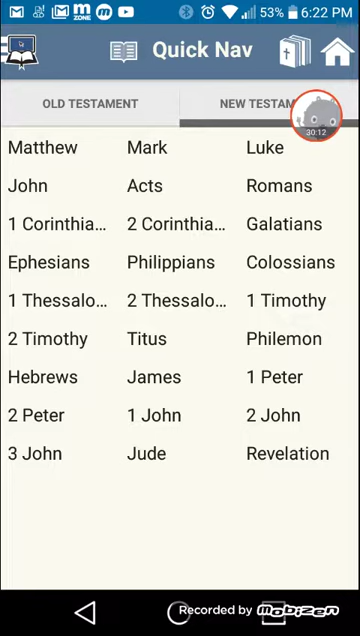 mZONE 53% 6:22 PM
Quick Nav
OLD TESTAMENT NEW TESTAM
30:12
Matthew Mark Luke
John Acts Romans
1 Corinthia... 2 Corinthia... Galatians
Ephesians Philippians Colossians
1 Thessalo... 2 Thessalo... 1 Timothy
2 Timothy Titus Philemon
Hebrews James 1 Peter
2 Peter 1 John 2 John
3 John Jude Revelation
Recorded by mobizen